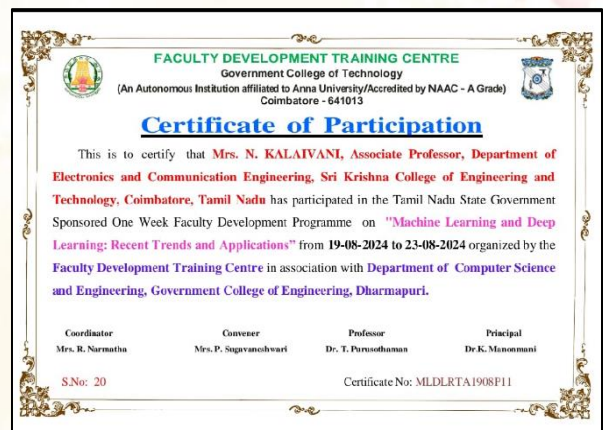 FACULTY DEVELOPMENT TRAINING CENTRE
Government College of Technology
(An Autonomous Institution affiliated to Anna University/Accredited by NAAC - A Grade)
Coimbatore - 641013
Certificate of Participation
This is to certify that Mrs. N. KALAIVANI, Associate Professor, Department of
Electronics and Communication Engineering, Sri Krishna College of Engineering and
Technology, Coimbatore, Tamil Nadu has participated in the Tamil Nadu State Government
Sponsored One Week Faculty Development Programme on "Machine Learning and Deep
Learning: Recent Trends and Applications" from 19-08-2024 to 23-08-2024 organized by the
Faculty Development Training Centre in association with Department of Computer Science
and Engineering, Government College of Engineering, Dharmapuri.
Coordinator Convener Professor Principal
Mrs. R. Narmatha Mrs. P. Sugavaneshwari Dr. T. Purusothaman Dr.K. Manonmani
S.No: 20 Certificate No: MLDLRTA1908P11